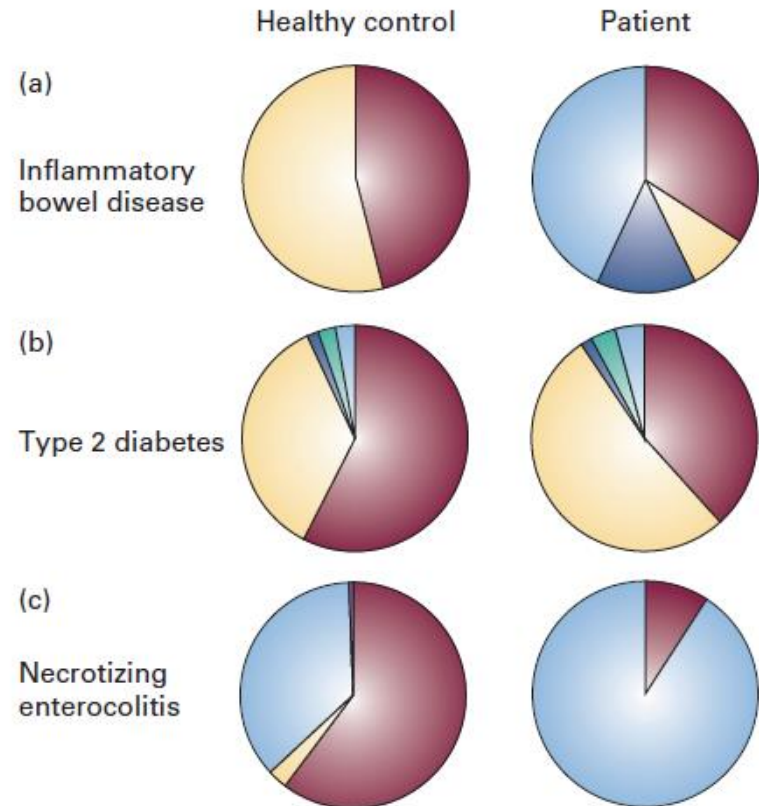 Healthy control Patient
(a)
Inflammatory
bowel disease
(b)
Type 2 diabetes
(c)
Necrotizing
enterocolitis